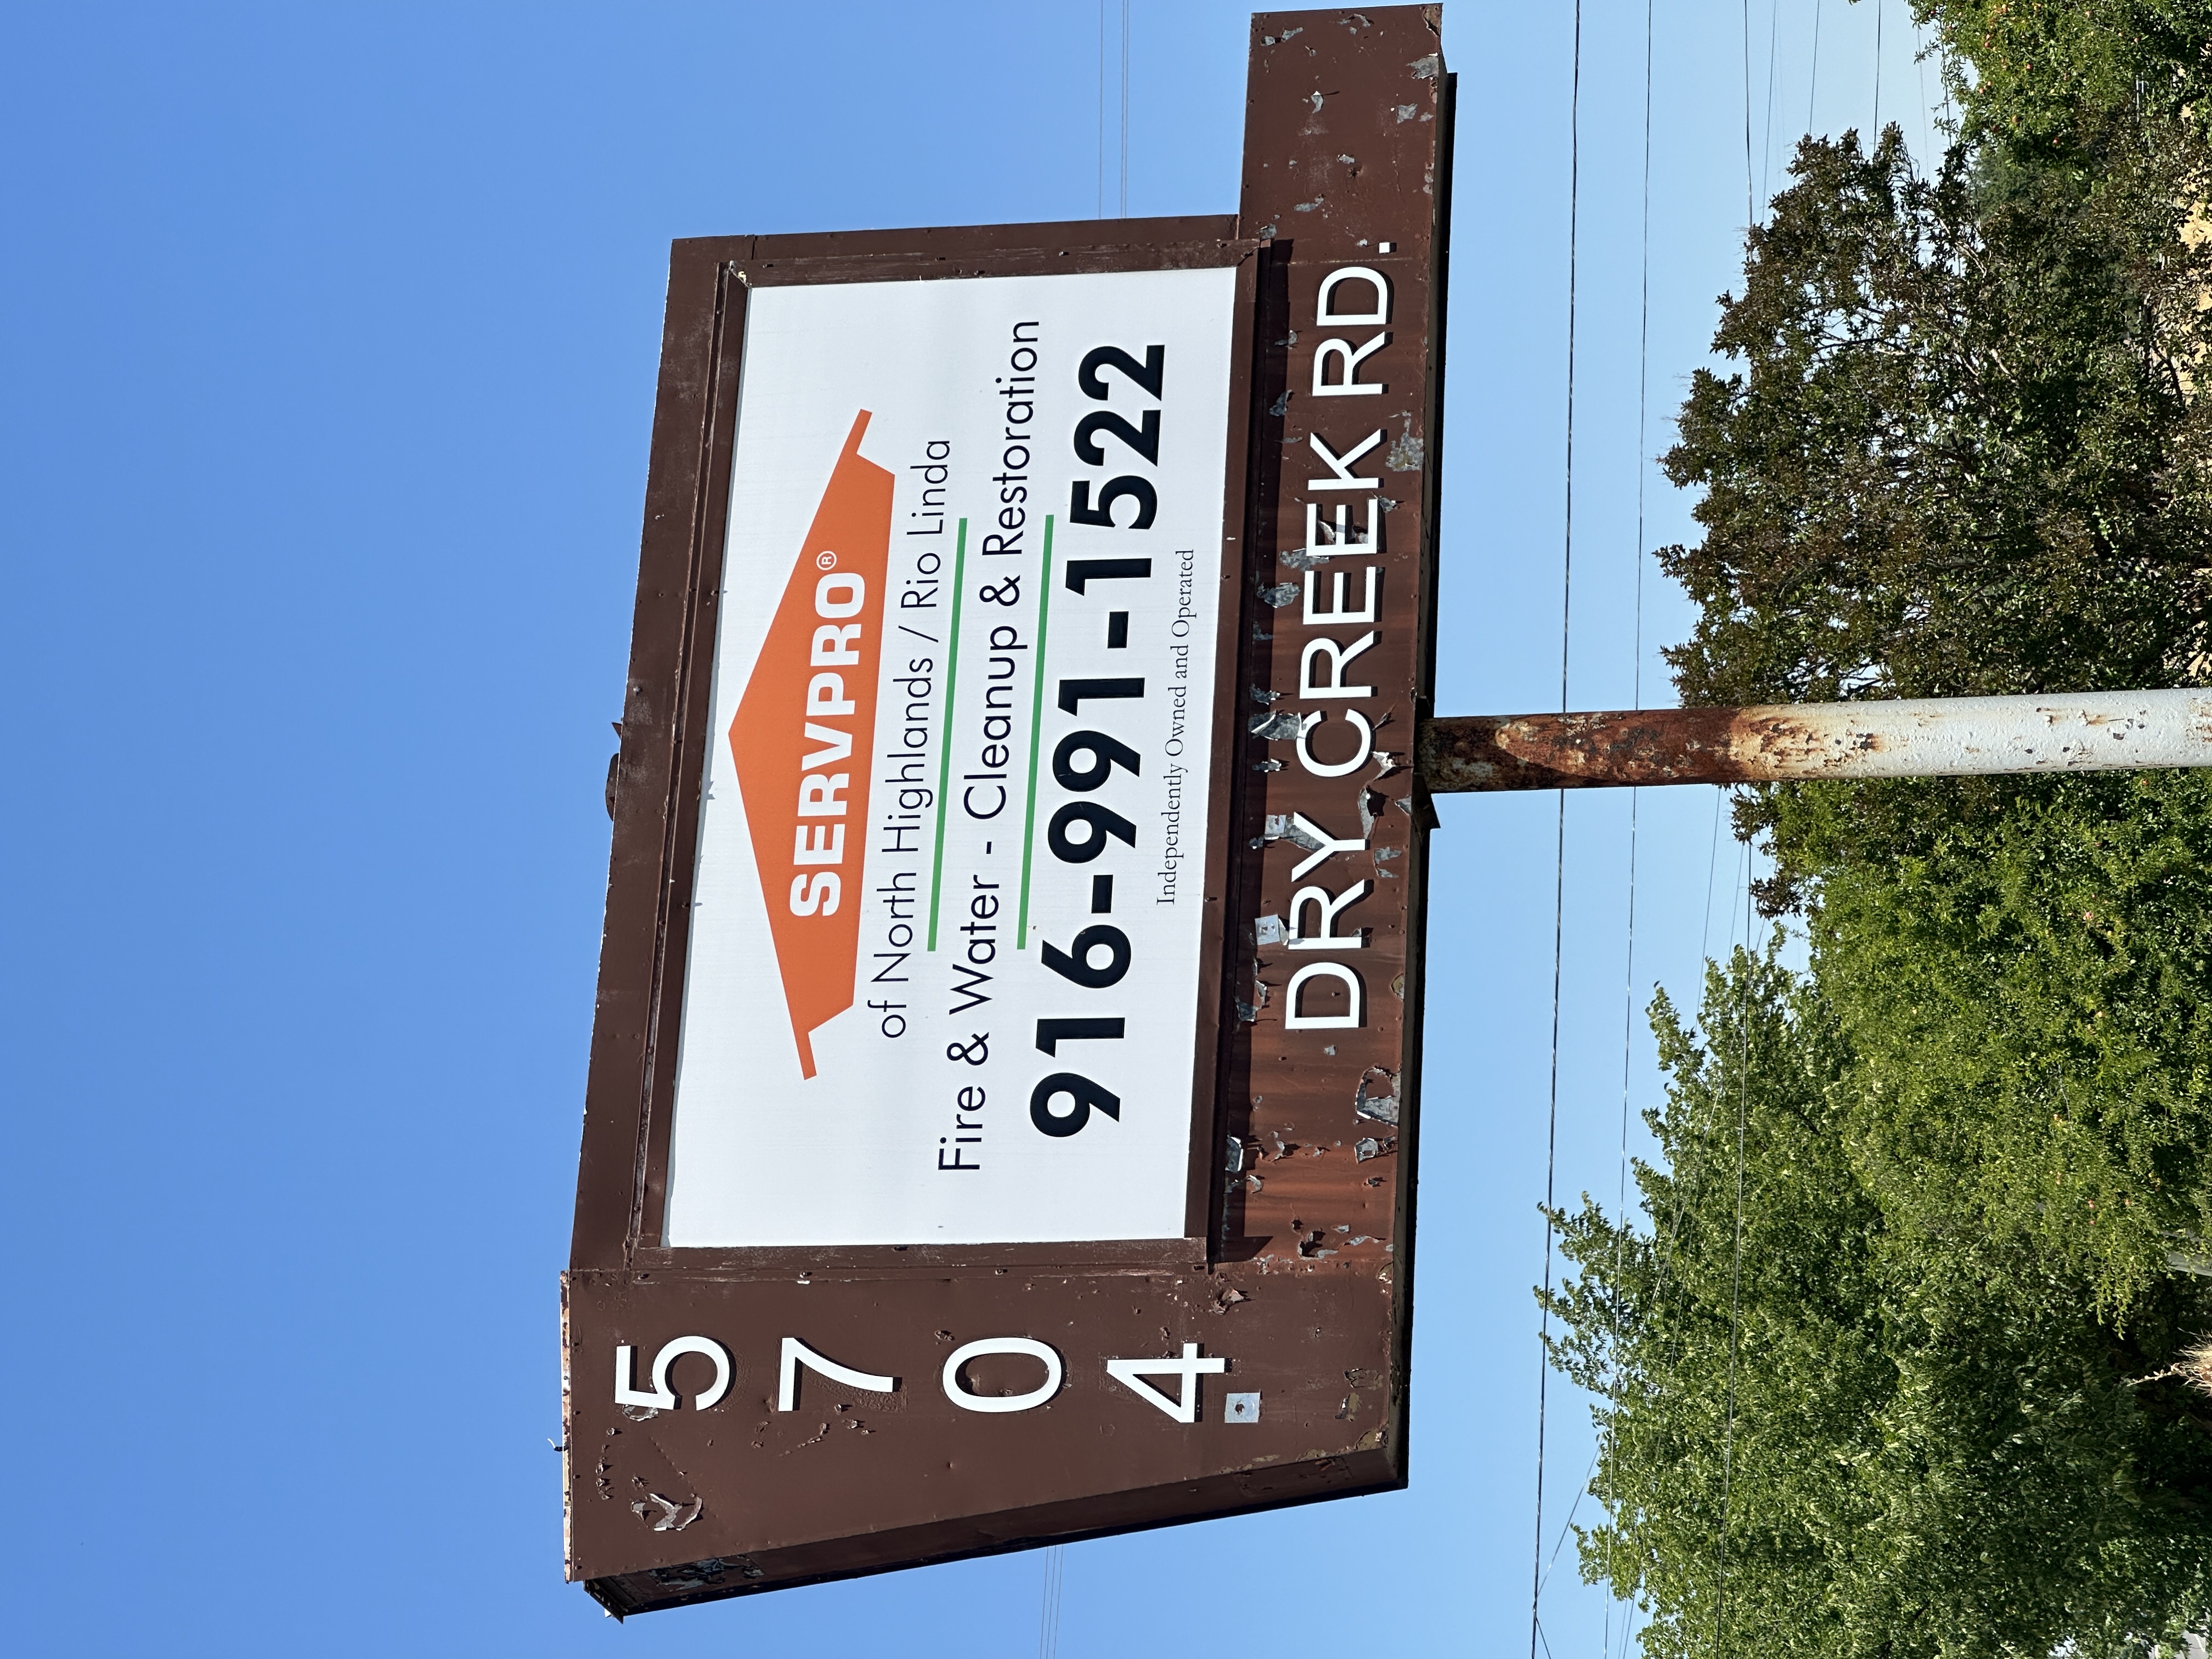 SERVPRO®
of North Highlands / Rio Linda
Fire & Water - Cleanup & Restoration
916-991-1522
Independently Owned and Operated
5
7
0
4
DRY CREEK RD.